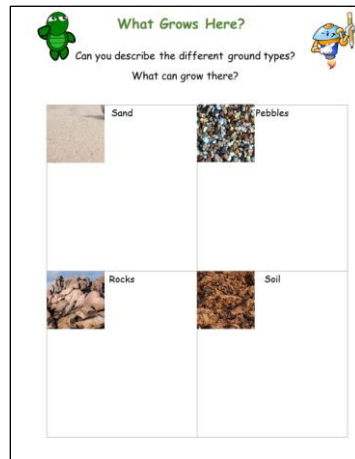 What Grows Here?
Can you describe the different ground types?
What can grow there?
Sand
Pebbles
Rocks
Soil